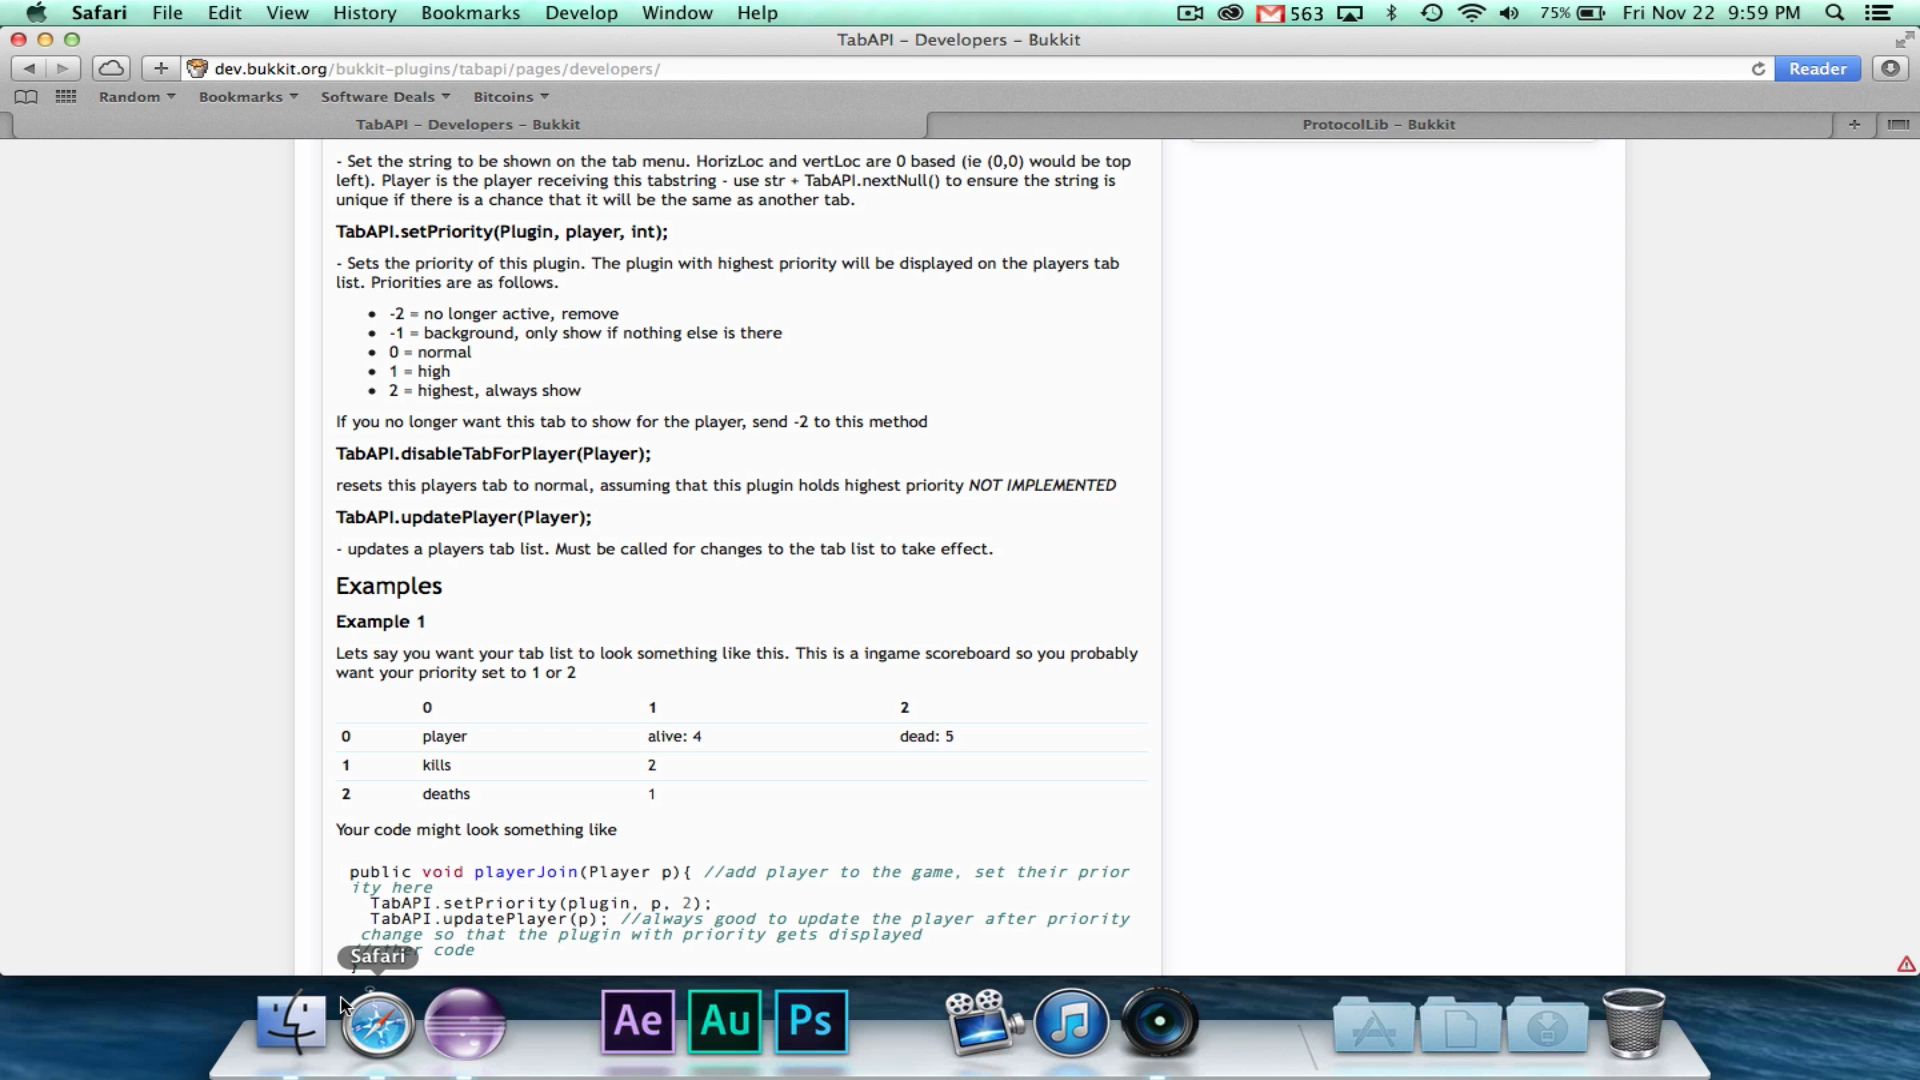 Safari File Edit View History Bookmarks Develop Window Help 563 75% Fri Nov 22 9:59 PM
TabAPI – Developers – Bukkit
dev.bukkit.org/bukkit-plugins/tabapi/pages/developers/ Reader
Random Bookmarks Software Deals Bitcoins
TabAPI – Developers – Bukkit ProtocolLib – Bukkit
- Set the string to be shown on the tab menu. HorizLoc and vertLoc are 0 based (ie (0,0) would be top
left). Player is the player receiving this tabstring - use str + TabAPI.nextNull() to ensure the string is
unique if there is a chance that it will be the same as another tab.
TabAPI.setPriority(Plugin, player, int);
- Sets the priority of this plugin. The plugin with highest priority will be displayed on the players tab
list. Priorities are as follows.
• -2 = no longer active, remove
• -1 = background, only show if nothing else is there
• 0 = normal
• 1 = high
• 2 = highest, always show
If you no longer want this tab to show for the player, send -2 to this method
TabAPI.disableTabForPlayer(Player);
resets this players tab to normal, assuming that this plugin holds highest priority NOT IMPLEMENTED
TabAPI.updatePlayer(Player);
- updates a players tab list. Must be called for changes to the tab list to take effect.
Examples
Example 1
Lets say you want your tab list to look something like this. This is a ingame scoreboard so you probably
want your priority set to 1 or 2
0 1 2
0 player alive: 4 dead: 5
1 kills 2
2 deaths 1
Your code might look something like
public void playerJoin(Player p){ //add player to the game, set their prior
ity here
TabAPI.setPriority(plugin, p, 2);
TabAPI.updatePlayer(p); //always good to update the player after priority
change so that the plugin with priority gets displayed
code
Safari
Ae Au Ps